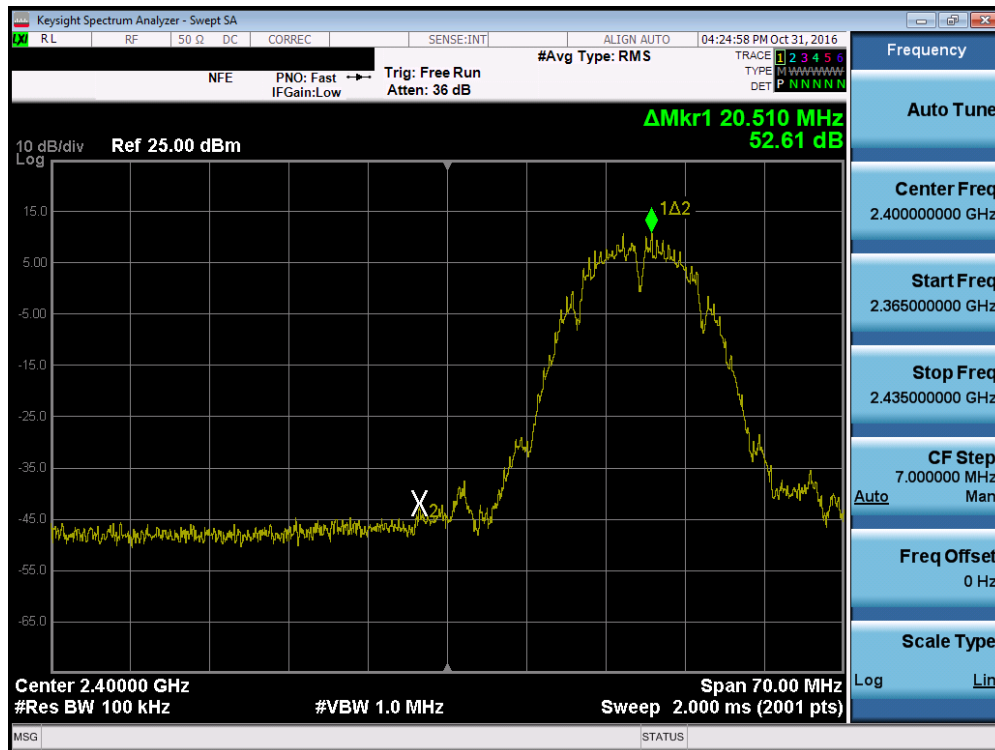 Keysight Spectrum Analyzer - Swept SA
LXI RL RF 50 Ω DC CORREC SENSE:INT ALIGN AUTO 04:24:58 PM Oct 31, 2016
NFE PNO: Fast Trig: Free Run #Avg Type: RMS TRACE 1 2 3 4 5 6
IFGain:Low Atten: 36 dB TYPE M WWWWW
DET P N N N N N
ΔMkr1 20.510 MHz
52.61 dB
10 dB/div Ref 25.00 dBm
Log
1Δ2
15.0
5.00
-5.00
-15.0
-25.0
-35.0
X2
-45.0
-55.0
-65.0
Center 2.40000 GHz Span 70.00 MHz
#Res BW 100 kHz #VBW 1.0 MHz Sweep 2.000 ms (2001 pts)
MSG STATUS
Frequency
Auto Tune
Center Freq
2.400000000 GHz
Start Freq
2.365000000 GHz
Stop Freq
2.435000000 GHz
CF Step
7.000000 MHz
Auto Man
Freq Offset
0 Hz
Scale Type
Log Lin